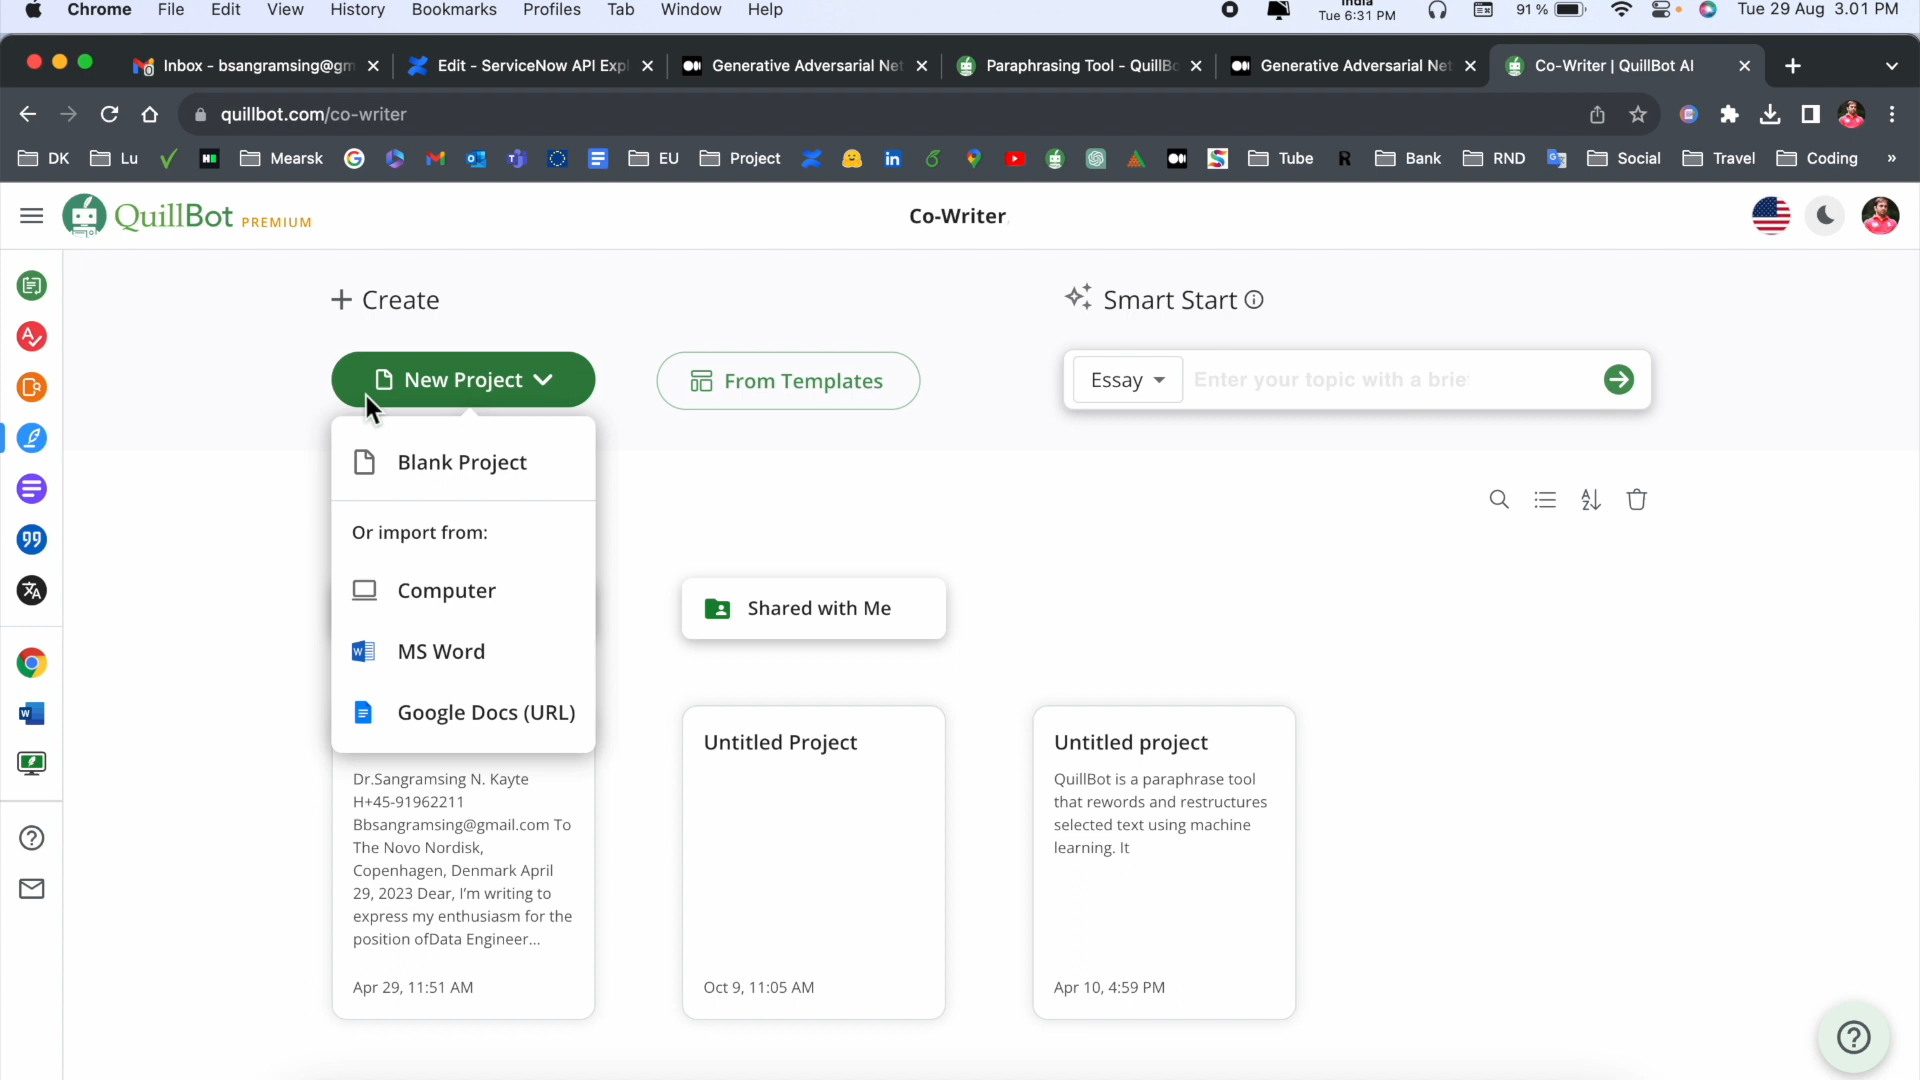 Chrome File Edit View History Bookmarks Profiles Tab Window Help
India
Tue 6:31 PM
91 %
Tue 29 Aug 3.01 PM
Inbox - bsangramsing@gm
Edit - ServiceNow API Expl
Generative Adversarial Net
Paraphrasing Tool - QuillBo
Generative Adversarial Net
Co-Writer | QuillBot AI
quillbot.com/co-writer
DK Lu Mearsk EU Project Tube R Bank RND Social Travel Coding »
QuillBot PREMIUM
Co-Writer
+ Create
Smart Start
New Project
From Templates
Essay
Enter your topic with a brie
Blank Project
Or import from:
Computer
MS Word
Google Docs (URL)
Shared with Me
Dr.Sangramsing N. Kayte
H+45-91962211
Bbsangramsing@gmail.com To
The Novo Nordisk,
Copenhagen, Denmark April
29, 2023 Dear, I'm writing to
express my enthusiasm for the
position ofData Engineer...
Apr 29, 11:51 AM
Untitled Project
Oct 9, 11:05 AM
Untitled project
QuillBot is a paraphrase tool
that rewords and restructures
selected text using machine
learning. It
Apr 10, 4:59 PM